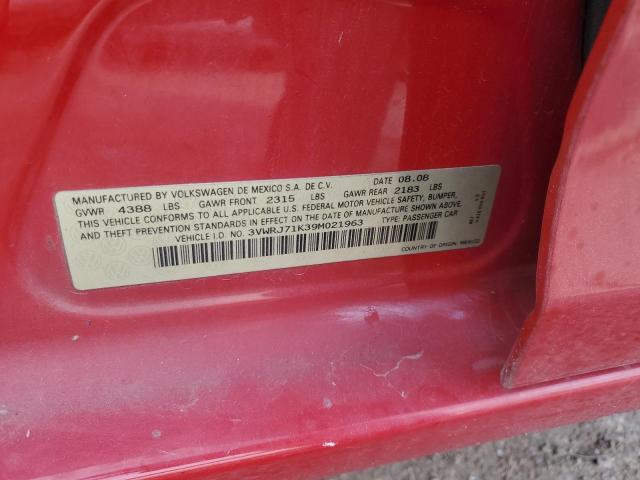 MANUFACTURED BY VOLKSWAGEN DE MEXICO S.A. DE C.V. DATE 08.08
GVWR 4388 LBS GAWR FRONT 2315 LBS GAWR REAR 2183 LBS
THIS VEHICLE CONFORMS TO ALL APPLICABLE U.S. FEDERAL MOTOR VEHICLE SAFETY, BUMPER,
AND THEFT PREVENTION STANDARDS IN EFFECT ON THE DATE OF MANUFACTURE SHOWN ABOVE.
VEHICLE I.D NO. 3VWRJ71K39M021963 TYPE: PASSENGER CAR
COUNTRY OF ORIGIN: MEXICO